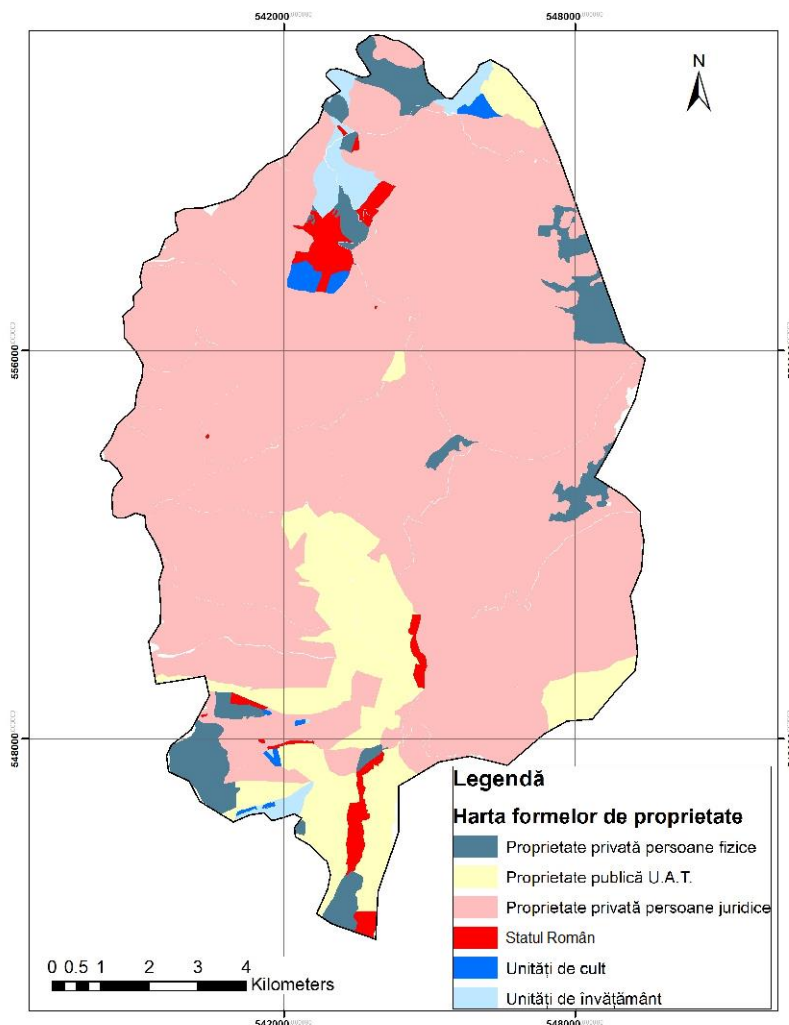 542000
548000
N
556000
548000
Legendă
Harta formelor de proprietate
Proprietate privată persoane fizice
Proprietate publică U.A.T.
Proprietate privată persoane juridice
Statul Român
Unități de cult
Unități de învățământ
0 0.5 1 2 3 4
Kilometers
542000
548000